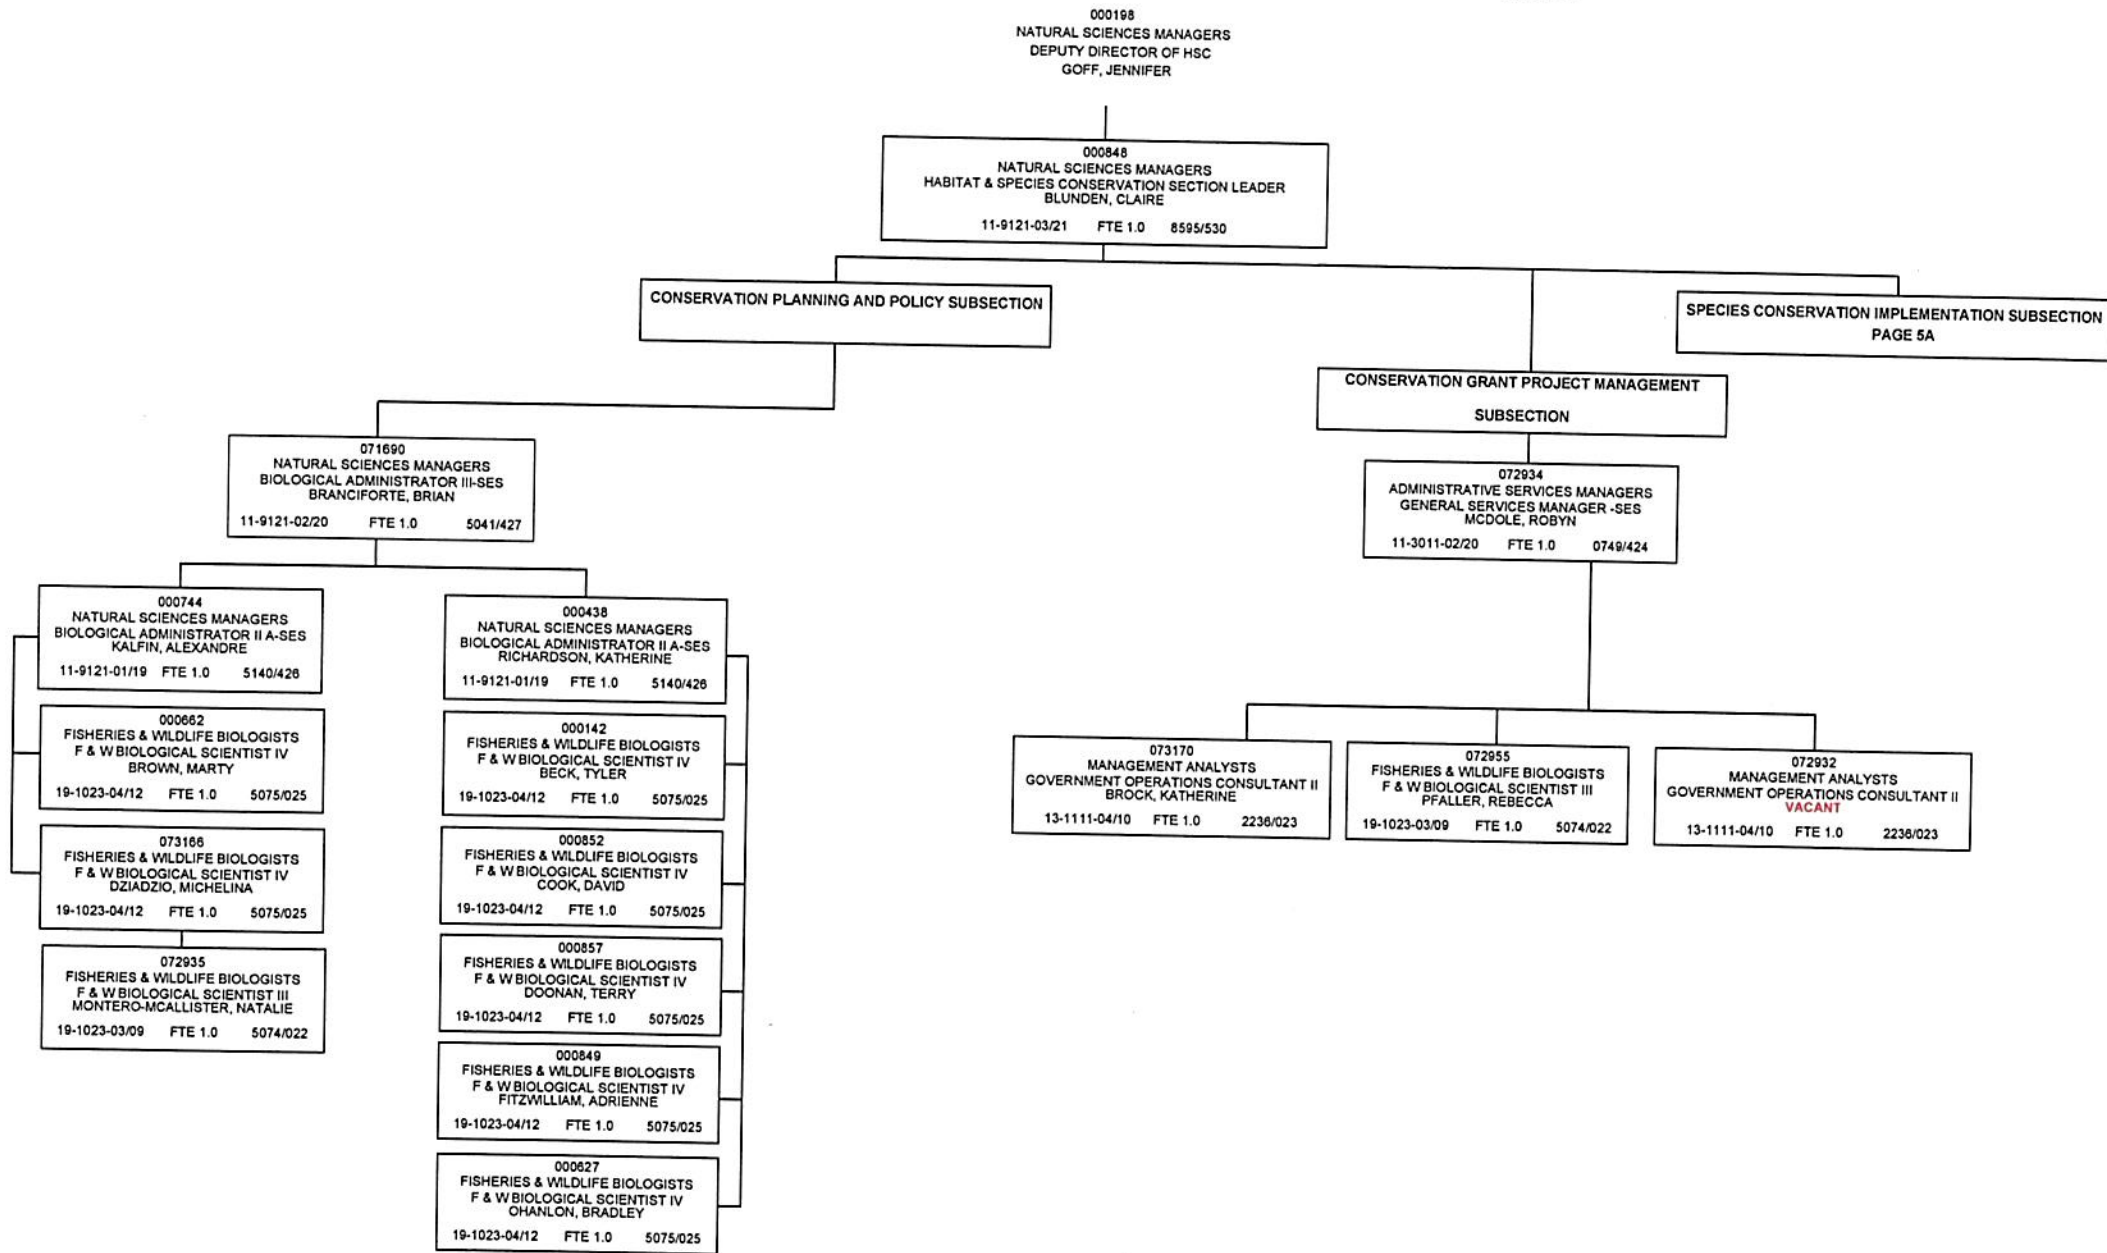 000198
NATURAL SCIENCES MANAGERS
DEPUTY DIRECTOR OF HSC
GOFF, JENNIFER
000848
NATURAL SCIENCES MANAGERS
HABITAT & SPECIES CONSERVATION SECTION LEADER
BLUNDEN, CLAIRE
11-9121-03/21 FTE 1.0 8595/530
CONSERVATION PLANNING AND POLICY SUBSECTION
SPECIES CONSERVATION IMPLEMENTATION SUBSECTION
PAGE 5A
CONSERVATION GRANT PROJECT MANAGEMENT
SUBSECTION
071690
NATURAL SCIENCES MANAGERS
BIOLOGICAL ADMINISTRATOR III-SES
BRANCIFORTE, BRIAN
11-9121-02/20 FTE 1.0 5041/427
072934
ADMINISTRATIVE SERVICES MANAGERS
GENERAL SERVICES MANAGER -SES
MCDOLE, ROBYN
11-3011-02/20 FTE 1.0 0749/424
000744
NATURAL SCIENCES MANAGERS
BIOLOGICAL ADMINISTRATOR II A-SES
KALFIN, ALEXANDRE
11-9121-01/19 FTE 1.0 5140/426
000662
FISHERIES & WILDLIFE BIOLOGISTS
F & W BIOLOGICAL SCIENTIST IV
BROWN, MARTY
19-1023-04/12 FTE 1.0 5075/025
073166
FISHERIES & WILDLIFE BIOLOGISTS
F & W BIOLOGICAL SCIENTIST IV
DZIADZIO, MICHELINA
19-1023-04/12 FTE 1.0 5075/025
072935
FISHERIES & WILDLIFE BIOLOGISTS
F & W BIOLOGICAL SCIENTIST III
MONTERO-MCALLISTER, NATALIE
19-1023-03/09 FTE 1.0 5074/022
000438
NATURAL SCIENCES MANAGERS
BIOLOGICAL ADMINISTRATOR II A-SES
RICHARDSON, KATHERINE
11-9121-01/19 FTE 1.0 5140/426
000142
FISHERIES & WILDLIFE BIOLOGISTS
F & W BIOLOGICAL SCIENTIST IV
BECK, TYLER
19-1023-04/12 FTE 1.0 5075/025
000852
FISHERIES & WILDLIFE BIOLOGISTS
F & W BIOLOGICAL SCIENTIST IV
COOK, DAVID
19-1023-04/12 FTE 1.0 5075/025
000857
FISHERIES & WILDLIFE BIOLOGISTS
F & W BIOLOGICAL SCIENTIST IV
DOONAN, TERRY
19-1023-04/12 FTE 1.0 5075/025
000849
FISHERIES & WILDLIFE BIOLOGISTS
F & W BIOLOGICAL SCIENTIST IV
FITZWILLIAM, ADRIENNE
19-1023-04/12 FTE 1.0 5075/025
000627
FISHERIES & WILDLIFE BIOLOGISTS
F & W BIOLOGICAL SCIENTIST IV
OHANLON, BRADLEY
19-1023-04/12 FTE 1.0 5075/025
073170
MANAGEMENT ANALYSTS
GOVERNMENT OPERATIONS CONSULTANT II
BROCK, KATHERINE
13-1111-04/10 FTE 1.0 2236/023
072955
FISHERIES & WILDLIFE BIOLOGISTS
F & W BIOLOGICAL SCIENTIST III
PFALLER, REBECCA
19-1023-03/09 FTE 1.0 5074/022
072932
MANAGEMENT ANALYSTS
GOVERNMENT OPERATIONS CONSULTANT II
VACANT
13-1111-04/10 FTE 1.0 2236/023